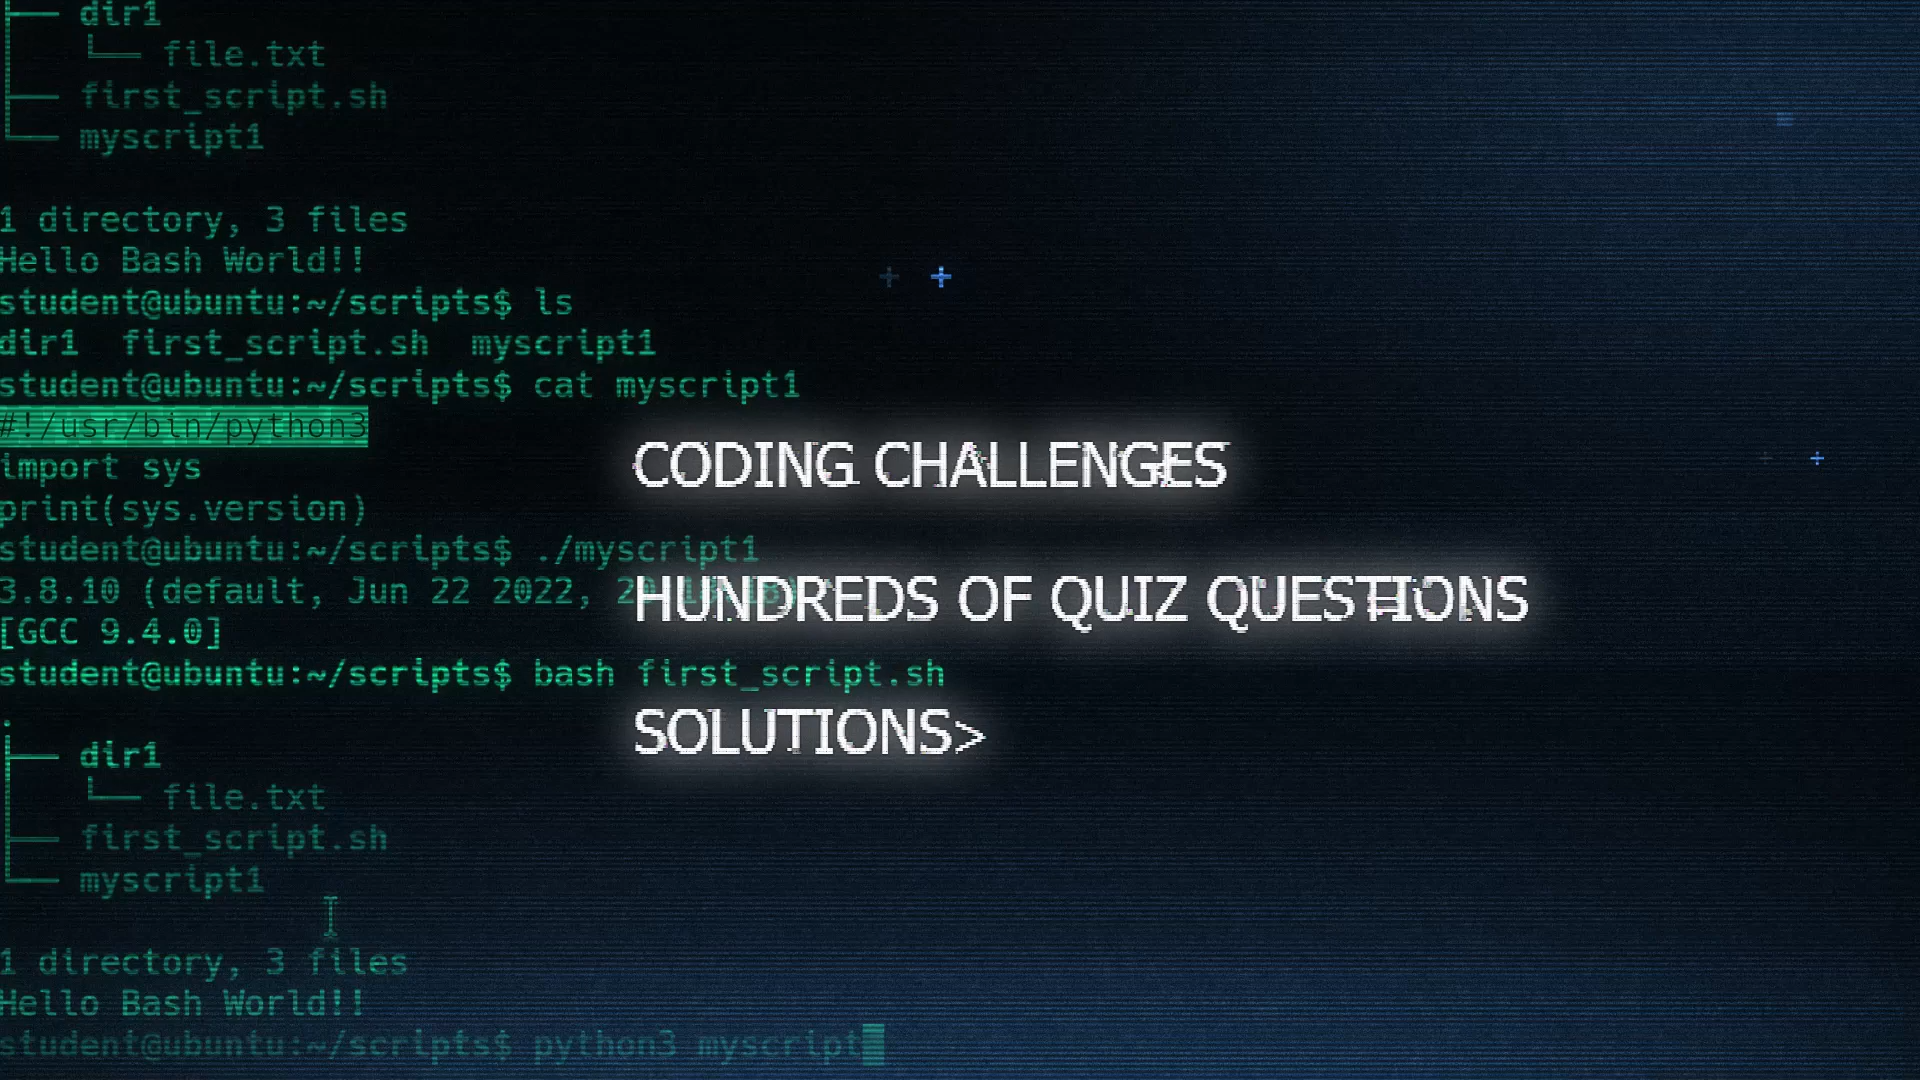 dir1
file.txt
first_script.sh
myscript1
1 directory, 3 files
Hello Bash World!!
student@ubuntu:~/scripts$ ls
dir1 first_script.sh myscript1
student@ubuntu:~/scripts$ cat myscript1
#!/usr/bin/python3
import sys
print(sys.version)
student@ubuntu:~/scripts$ ./myscript1
3.8.10 (default, Jun 22 2022,
[GCC 9.4.0]
student@ubuntu:~/scripts$ bash first_script.sh
.
dir1
file.txt
first_script.sh
myscript1
1 directory, 3 files
Hello Bash World!!
student@ubuntu:~/scripts$ python3 myscript
CODING CHALLENGES
HUNDREDS OF QUIZ QUESTIONS
SOLUTIONS>